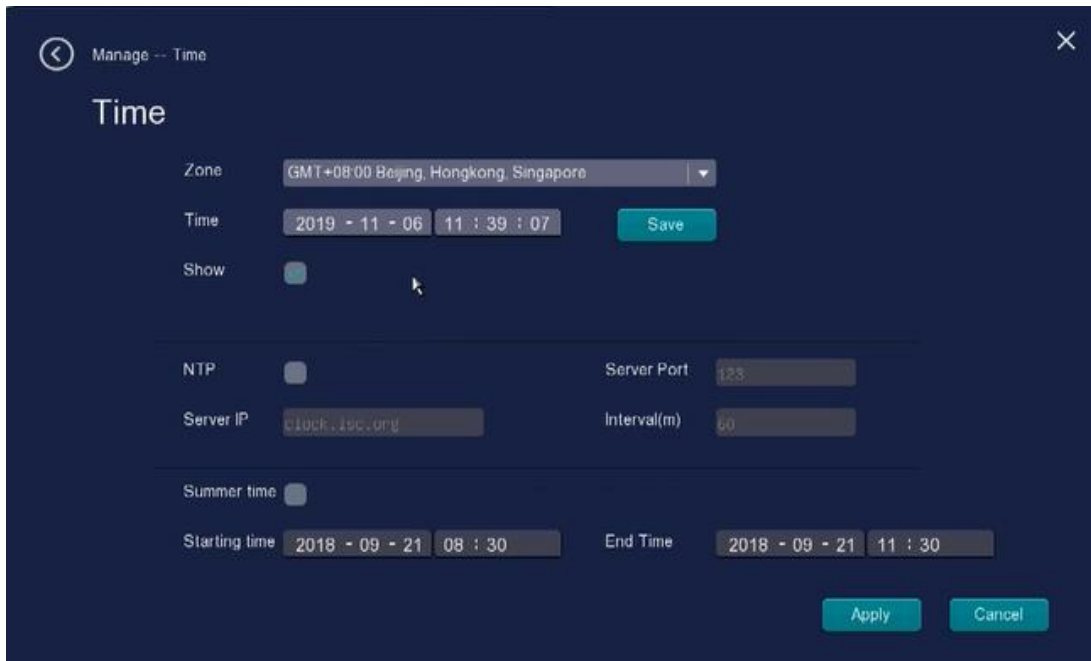 Manage -- Time
Time
Zone GMT+08:00 Beijing, Hongkong, Singapore
Time 2019 - 11 - 06 11 : 39 : 07 Save
Show
NTP Server Port 123
Server IP clock.isc.org Interval(m) 60
Summer time
Starting time 2018 - 09 - 21 08 : 30 End Time 2018 - 09 - 21 11 : 30
Apply Cancel